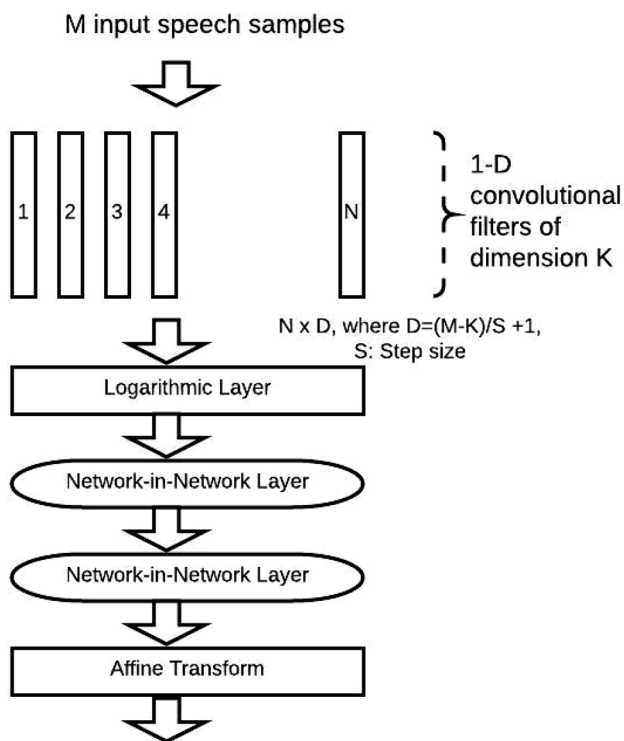 M input speech samples
1 2 3 4 N
1-D
convolutional
filters of
dimension K
N x D, where D=(M-K)/S +1,
S: Step size
Logarithmic Layer
Network-in-Network Layer
Network-in-Network Layer
Affine Transform